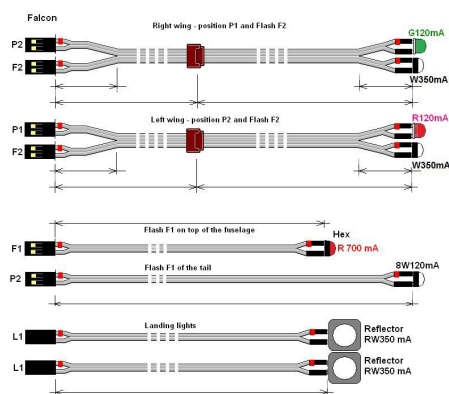 Falcon
Right wing - position P1 and Flash F2
G120mA
P2
F2
W350mA
Left wing - position P2 and Flash F2
R120mA
P1
F2
W350mA
Flash F1 on top of the fuselage
Hex
F1
R 700 mA
Flash F1 of the tail
8W120mA
P2
Landing lights
L1
Reflector
RW350 mA
L1
Reflector
RW350 mA